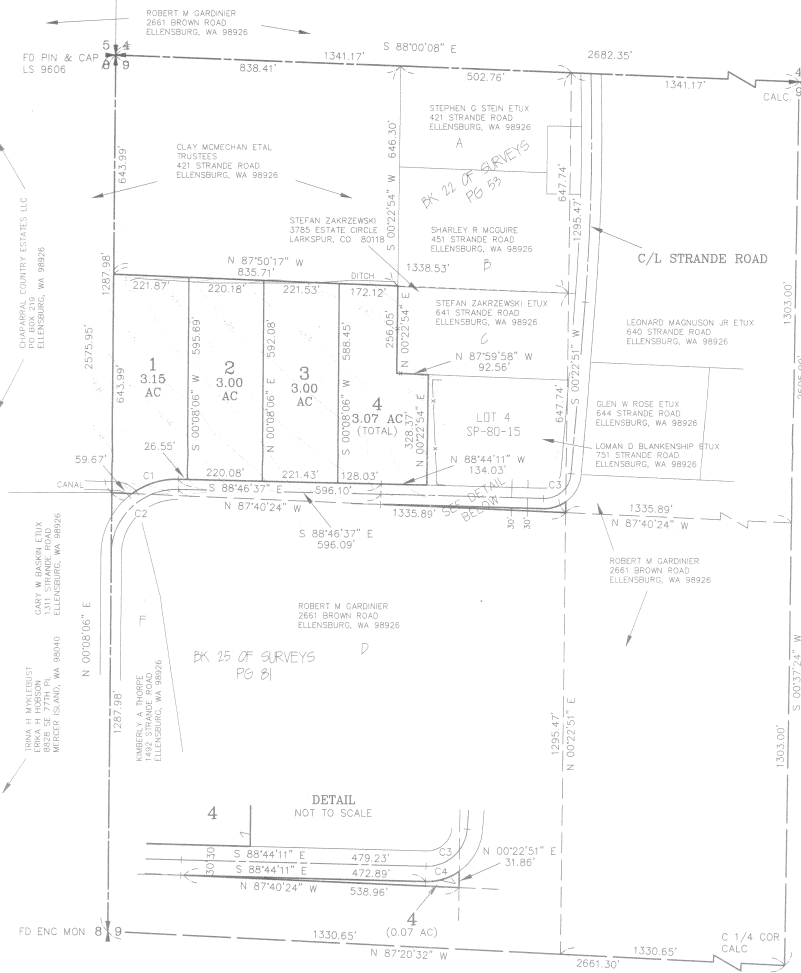 ROBERT M GARDINIER
2661 BROWN ROAD
ELLENSBURG, WA 98926
5 4
8 9
FD PIN & CAP
LS 9606
1341.17'
S 88°00'08" E
2682.35'
838.41'
502.76'
1341.17'
4
9
CALC.
STEPHEN G STEIN ETUX
421 STRANDE ROAD
ELLENSBURG, WA 98926
A
CLAY MCMECHAN ETAL
TRUSTEES
421 STRANDE ROAD
ELLENSBURG, WA 98926
643.99'
646.30'
S 00°22'54" W
BK 22 OF SURVEYS
PG 53
647.74'
1295.47'
CHAPARRAL COUNTRY ESTATES LLC
PO BOX 219
ELLENSBURG, WA 98926
STEFAN ZAKRZEWSKI
3785 ESTATE CIRCLE
LARKSPUR, CO 80118
SHARLEY R MCGUIRE
451 STRANDE ROAD
ELLENSBURG, WA 98926
B
C/L STRANDE ROAD
1287.98'
N 87°50'17" W
835.71'
DITCH
1338.53'
221.87'
220.18'
221.53'
172.12'
STEFAN ZAKRZEWSKI ETUX
641 STRANDE ROAD
ELLENSBURG, WA 98926
C
LEONARD MAGNUSON JR ETUX
640 STRANDE ROAD
ELLENSBURG, WA 98926
1303.00'
2575.95'
643.99'
595.69'
S 00°08'06" W
592.08'
N 00°08'06" E
588.45'
S 00°08'06" W
256.05'
N 00°22'54" E
N 87°59'58" W
92.56'
S 00°22'51" W
647.74'
1
3.15
AC
2
3.00
AC
3
3.00
AC
4
3.07 AC
(TOTAL)
328.37'
N 00°22'54" E
LOT 4
SP-80-15
GLEN W ROSE ETUX
644 STRANDE ROAD
ELLENSBURG, WA 98926
LOMAN D BLANKENSHIP ETUX
751 STRANDE ROAD
ELLENSBURG, WA 98926
26.55'
N 88°44'11" W
134.03'
59.67'
C1
220.08'
221.43'
128.03'
C3
CANAL
S 88°46'37" E
596.10'
C2
N 87°40'24" W
1335.89'
SEE DETAIL
BELOW
30'
30'
1335.89'
N 87°40'24" W
S 88°46'37" E
596.09'
GARY W BASKIN ETUX
1311 STRANDE ROAD
ELLENSBURG, WA 98926
ROBERT M GARDINIER
2661 BROWN ROAD
ELLENSBURG, WA 98926
N 00°08'06" E
F
ROBERT M GARDINIER
2661 BROWN ROAD
ELLENSBURG, WA 98926
D
BK 25 OF SURVEYS
PG 81
TRINA H MYKLEBUST
ERIKA H HOBSON
8828 SE 77TH PL
MERCER ISLAND, WA 98040
KIMBERLY A THORPE
1492 STRANDE ROAD
ELLENSBURG, WA 98926
1287.98'
1295.47'
N 00°22'51" E
S 00°37'24" W
1303.00'
DETAIL
NOT TO SCALE
4
30'
30'
S 88°44'11" E
479.23'
C3
S 88°44'11" E
472.89'
C4
N 87°40'24" W
538.96'
N 00°22'51" E
31.86'
4
(0.07 AC)
FD ENC MON
8 9
1330.65'
N 87°20'32" W
2661.30'
1330.65'
C 1/4 COR
CALC